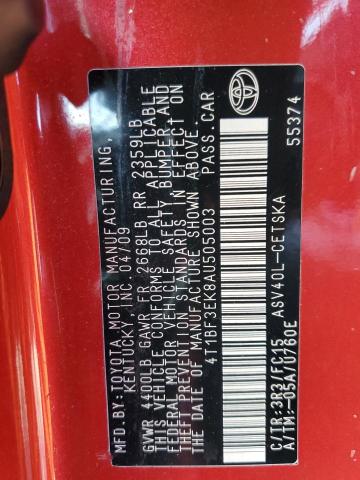 MFD.BY:TOYOTA MOTOR MANUFACTURING,
KENTUCKY INC. 04/09
GVWR 4400LB GAWR FR 2668LB RR 2359LB
THIS VEHICLE CONFORMS TO ALL APPLICABLE
FEDERAL MOTOR VEHICLE SAFETY, BUMPER AND
THEFT PREVENTION STANDARDS IN EFFECT ON
THE DATE OF MANUFACTURE SHOWN ABOVE.
4T1BF3EK8AU505003 PASS.CAR
C/TR:3R3/FC15 ASV40L-CETSKA
A/TM:-05A/U760E 55374